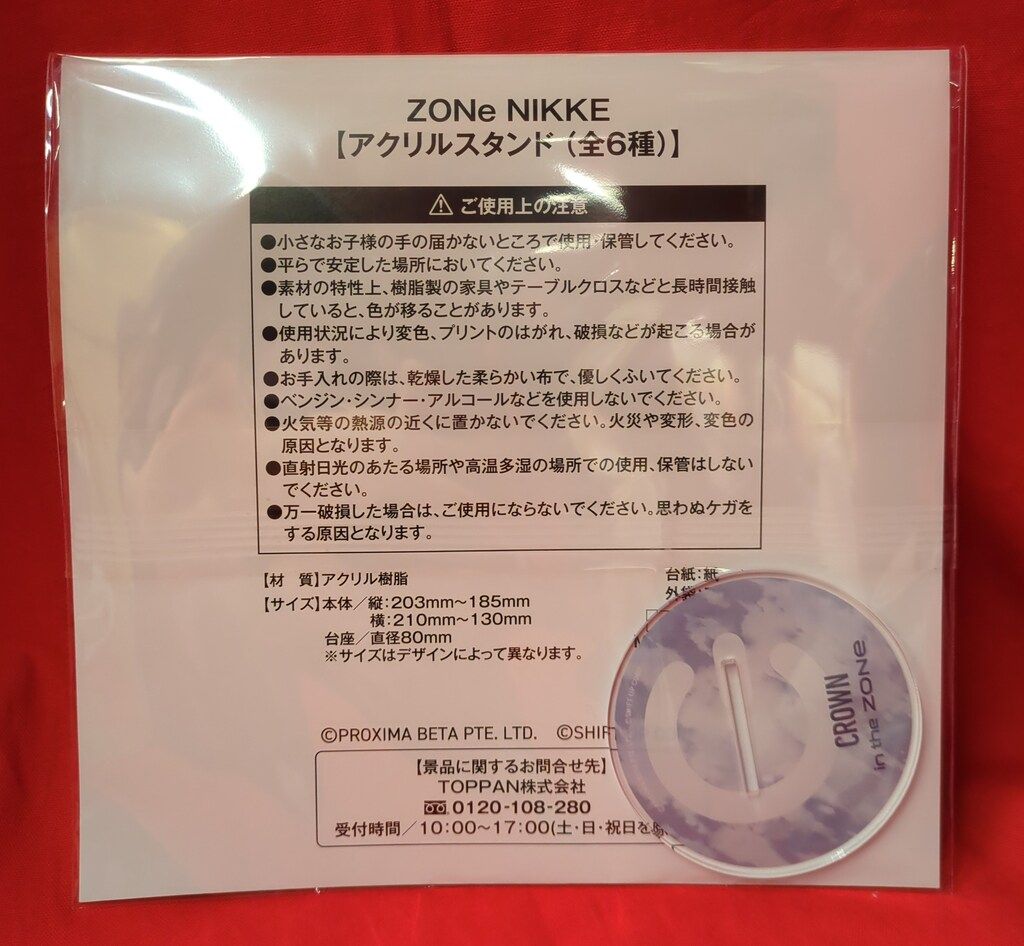 ZONe NIKKE
【アクリルスタンド（全6種）】
⚠ ご使用上の注意
●小さなお子様の手の届かないところで使用・保管してください。
●平らで安定した場所においてください。
●素材の特性上、樹脂製の家具やテーブルクロスなどと長時間接触
していると、色が移ることがあります。
●使用状況により変色、プリントのはがれ、破損などが起こる場合が
あります。
●お手入れの際は、乾燥した柔らかい布で、優しくふいてください。
●ベンジン・シンナー・アルコールなどを使用しないでください。
●火気等の熱源の近くに置かないでください。火災や変形、変色の
原因となります。
●直射日光のあたる場所や高温多湿の場所での使用、保管はしない
でください。
●万一破損した場合は、ご使用にならないでください。思わぬケガを
する原因となります。
【材　質】アクリル樹脂
【サイズ】本体／縦：203mm～185mm
横：210mm～130mm
台座／直径80mm
※サイズはデザインによって異なります。
台紙：紙
外袋
©PROXIMA BETA PTE. LTD. ©SHIF
【景品に関するお問合せ先】
TOPPAN株式会社
0120-108-280
受付時間／10:00～17:00(土・日・祝日を
CROWN
in the ZONE